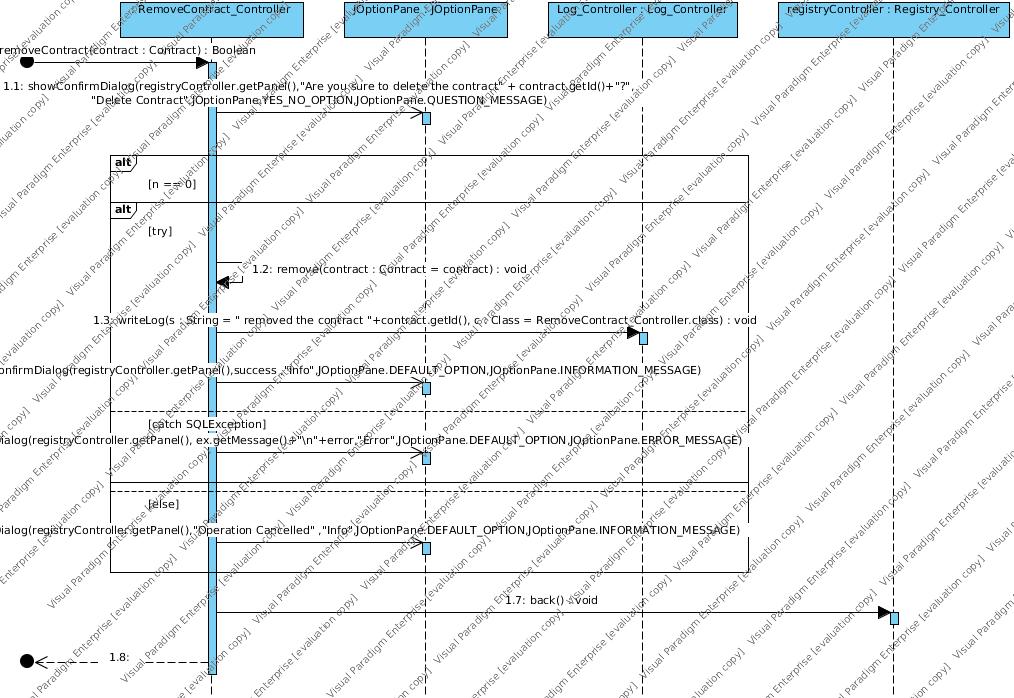 RemoveContract_Controller
JOptionPane : JOptionPane
Log_Controller : Log_Controller
registryController : Registry_Controller
removeContract(contract : Contract) : Boolean
1.1: showConfirmDialog(registryController.getPanel(),"Are you sure to delete the contract" + contract.getId()+"?",
"Delete Contract",JOptionPane.YES_NO_OPTION,JOptionPane.QUESTION_MESSAGE)
alt
[n == 0]
alt
[try]
1.2: remove(contract : Contract = contract) : void
1.3: writeLog(s : String = " removed the contract "+contract.getId(), c : Class = RemoveContract_Controller.class) : void
onfirmDialog(registryController.getPanel(),success ,"Info",JOptionPane.DEFAULT_OPTION,JOptionPane.INFORMATION_MESSAGE)
[catch SQLException]
Dialog(registryController.getPanel(), ex.getMessage()+"\n"+error,"Error",JOptionPane.DEFAULT_OPTION,JOptionPane.ERROR_MESSAGE)
[else]
Dialog(registryController.getPanel(),"Operation Cancelled" ,"Info",JOptionPane.DEFAULT_OPTION,JOptionPane.INFORMATION_MESSAGE)
1.7: back() : void
1.8:
Visual Paradigm Enterprise [evaluation copy]